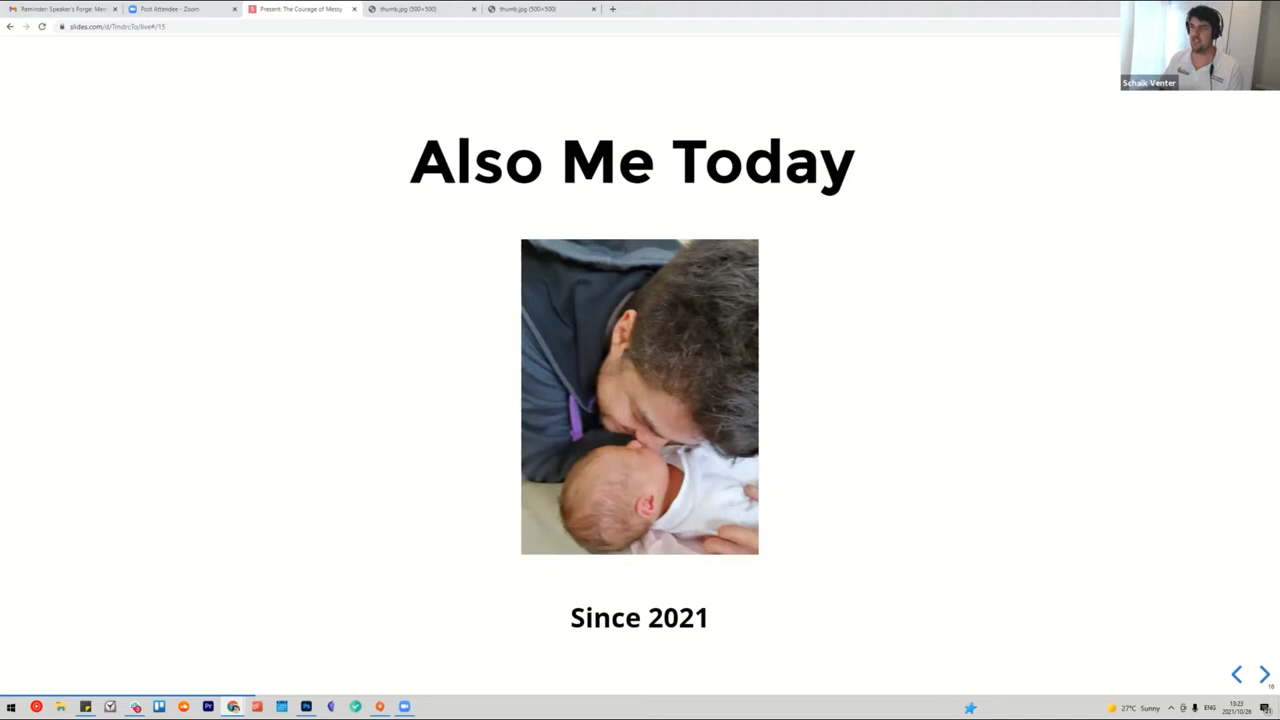 Reminder: Speaker's Forge: Me
Post Attendee - Zoom
Present: The Courage of Messy
thumb.jpg (500×500)
thumb.jpg (500×500)
slides.com/d/TmdrcTo/live#/15
Schalk Venter
Also Me Today
Since 2021
16
27°C Sunny
ENG
13:23
2021/10/26